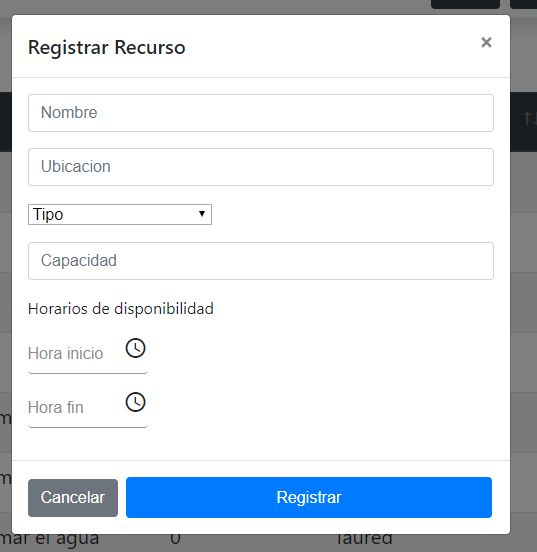 Registrar Recurso
×
Nombre
Ubicacion
Tipo
Capacidad
Horarios de disponibilidad
Hora inicio
Hora fin
Cancelar
Registrar
mar el agua 0 laured